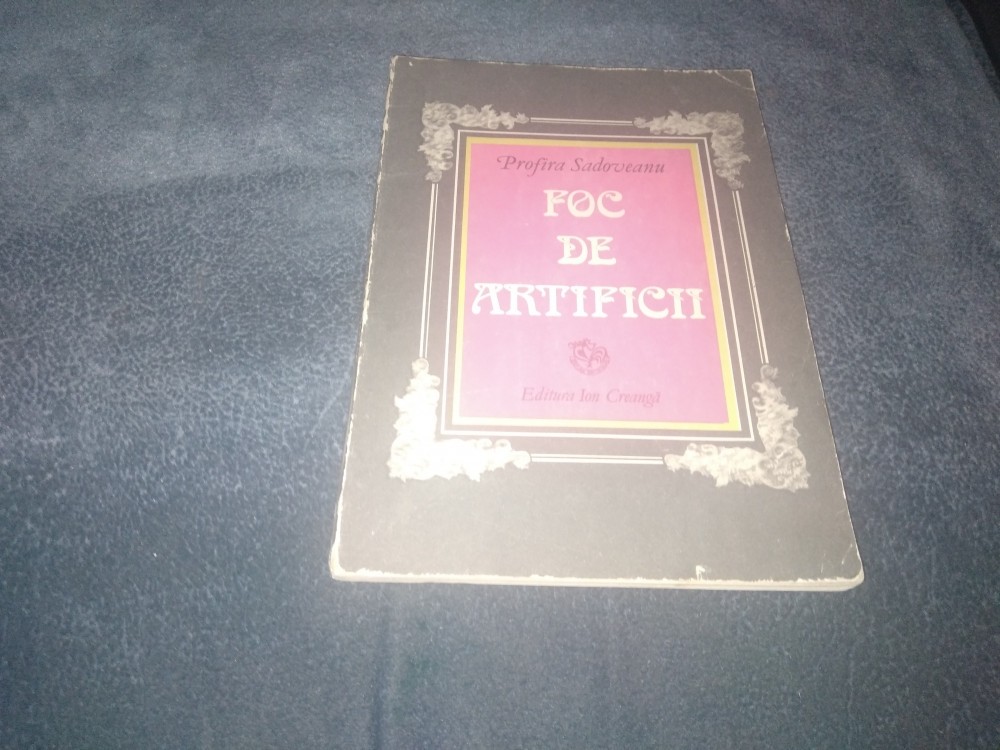 Profira Sadoveanu
FOC
DE
ARTIFICII
Editura Ion Creangă